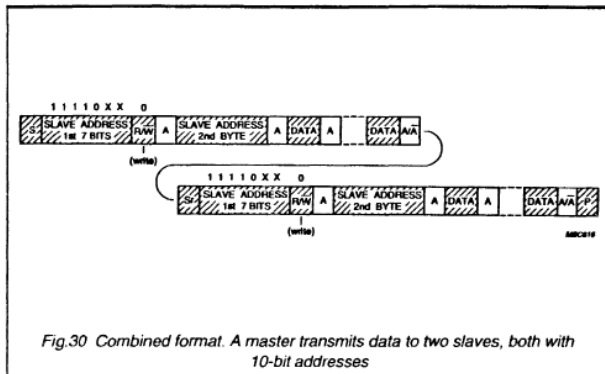 1 1 1 1 0 X X 0
S SLAVE ADDRESS 1st 7 BITS R/W̅ A SLAVE ADDRESS 2nd BYTE A DATA A DATA A/A̅
(write)
1 1 1 1 0 X X 0
Sr SLAVE ADDRESS 1st 7 BITS R/W̅ A SLAVE ADDRESS 2nd BYTE A DATA A DATA A/A̅ P
(write)
Fig.30 Combined format. A master transmits data to two slaves, both with
10-bit addresses